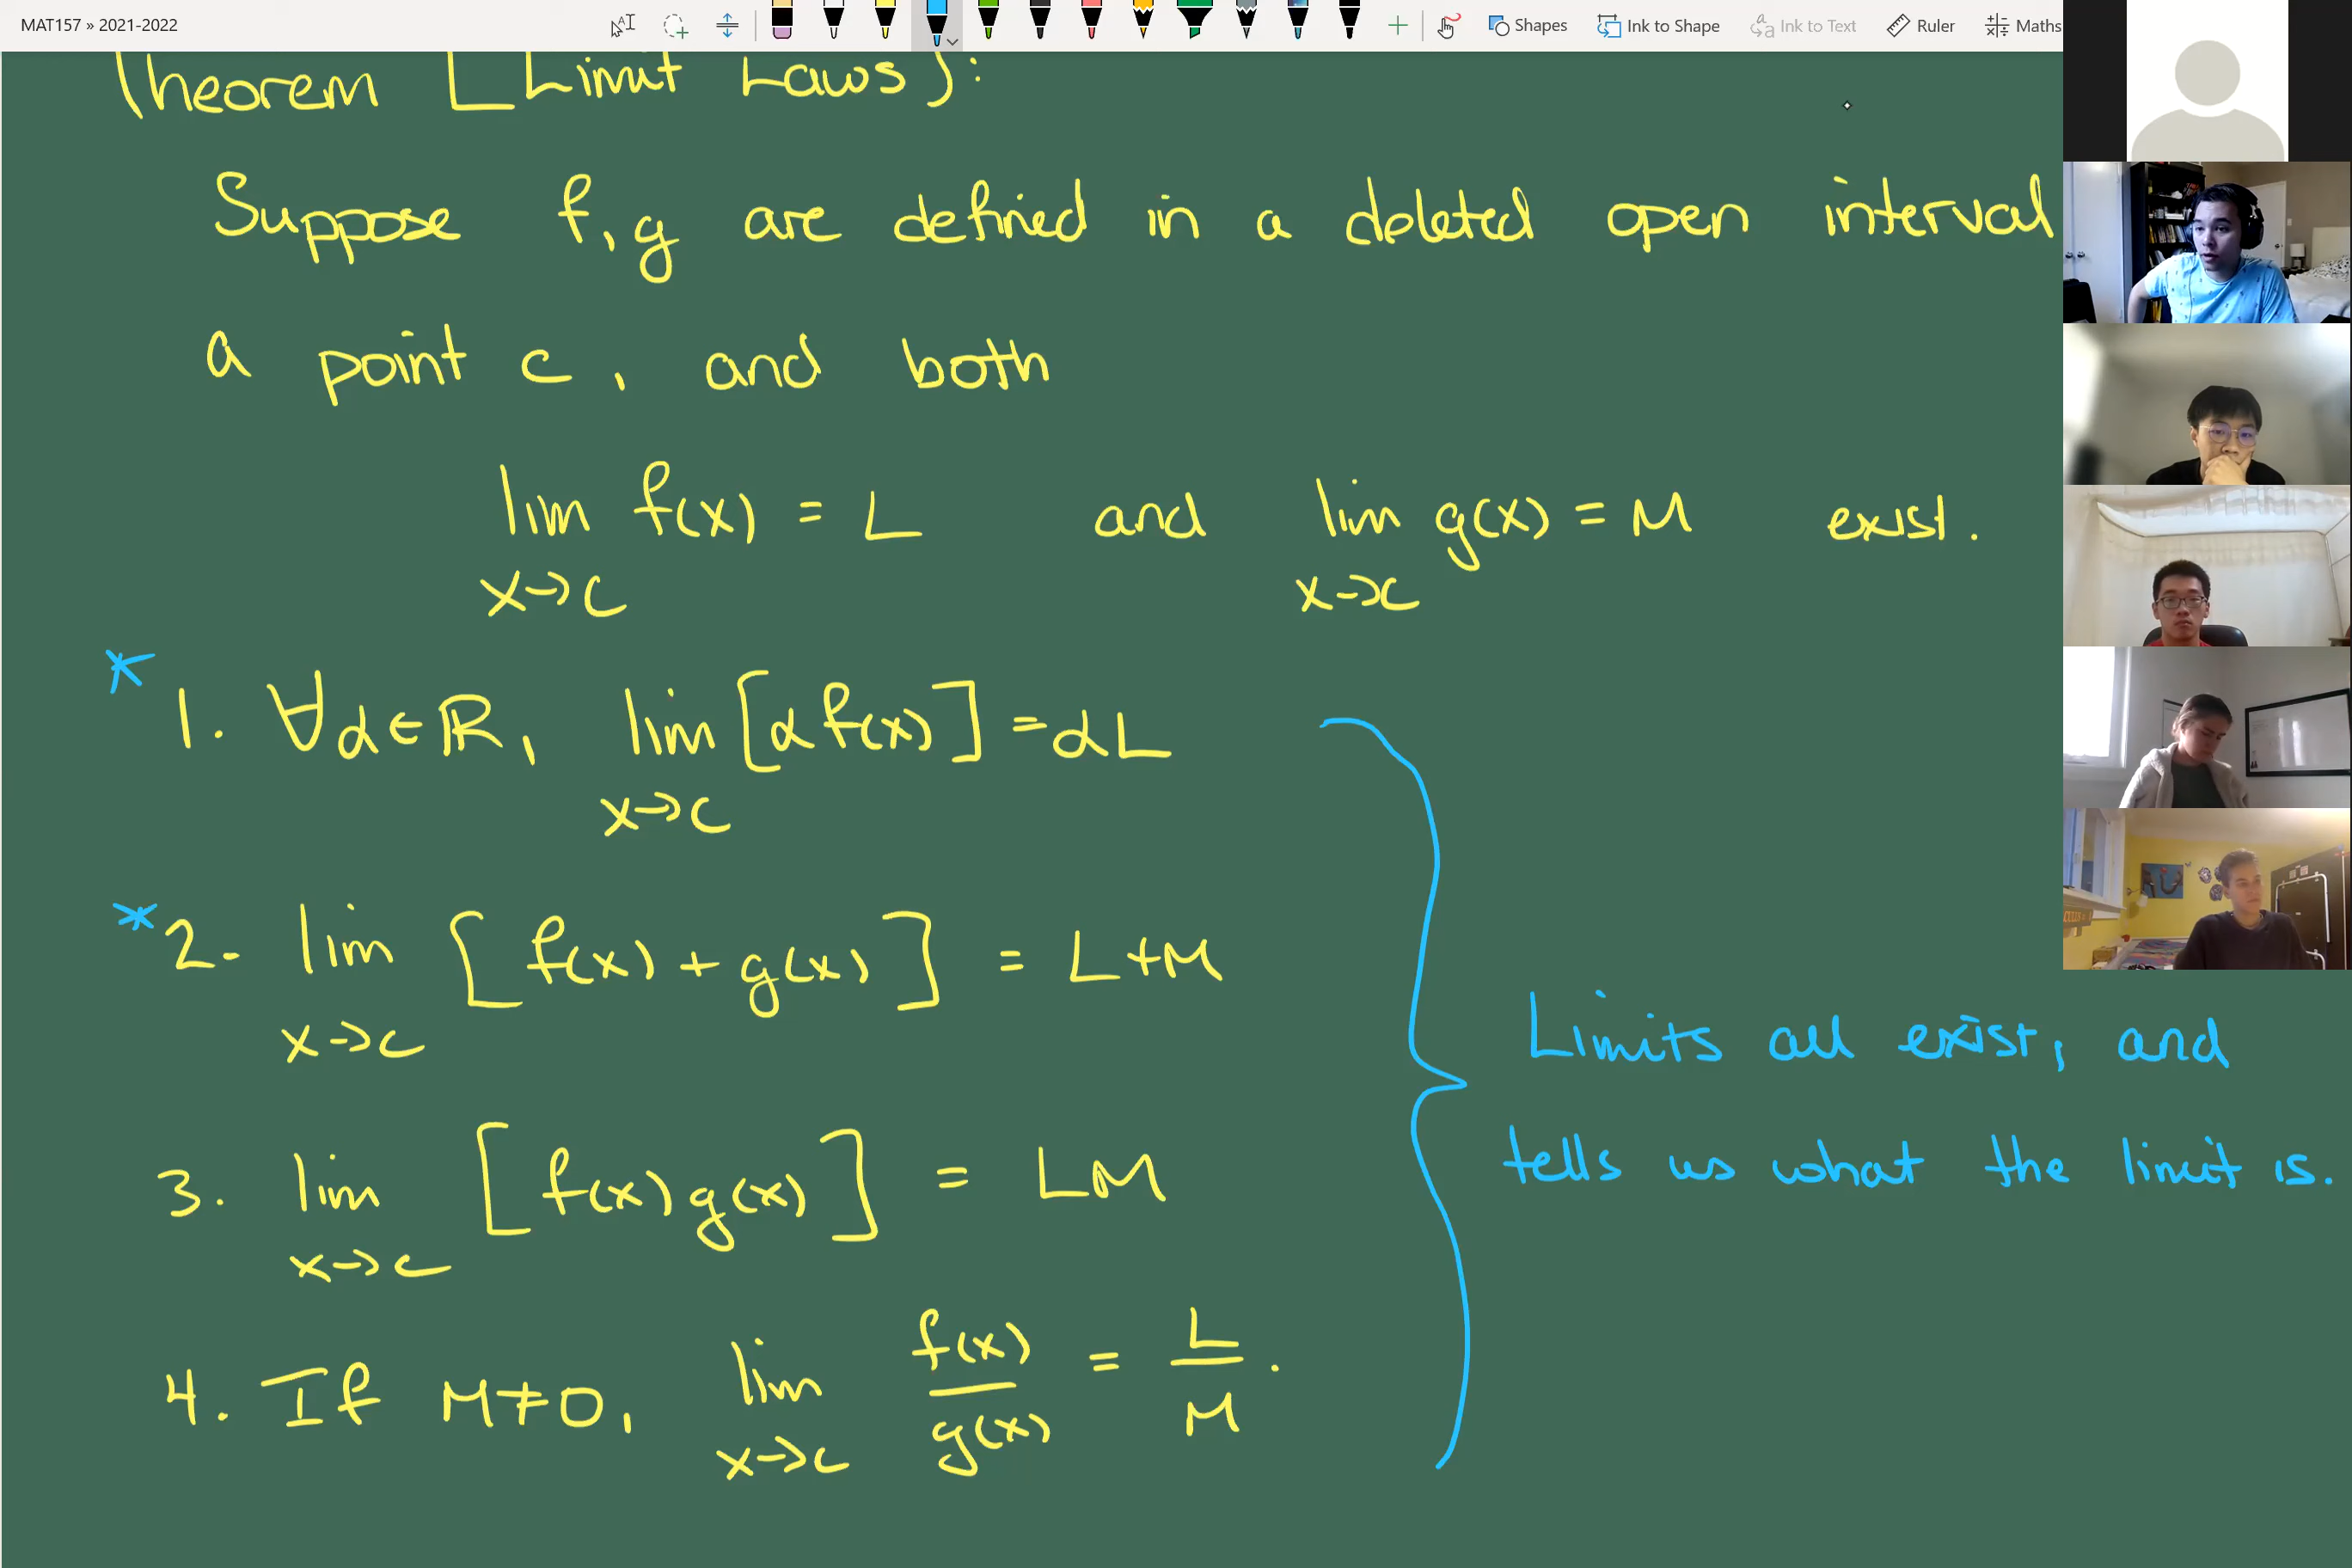 MAT157 » 2021-2022
Shapes
Ink to Shape
Ink to Text
Ruler
Maths
Theorem [Limit Laws]:
Suppose f, g are defined in a deleted open interval
a point c, and both
lim f(x) = L and lim g(x) = M exist.
x→c x→c
* 1. ∀α∈ℝ, lim [αf(x)] = αL
x→c
* 2. lim [f(x) + g(x)] = L+M
x→c
Limits all exist, and
tells us what the limit is.
3. lim [f(x)g(x)] = LM
x→c
4. If M≠0, lim f(x)/g(x) = L/M.
x→c